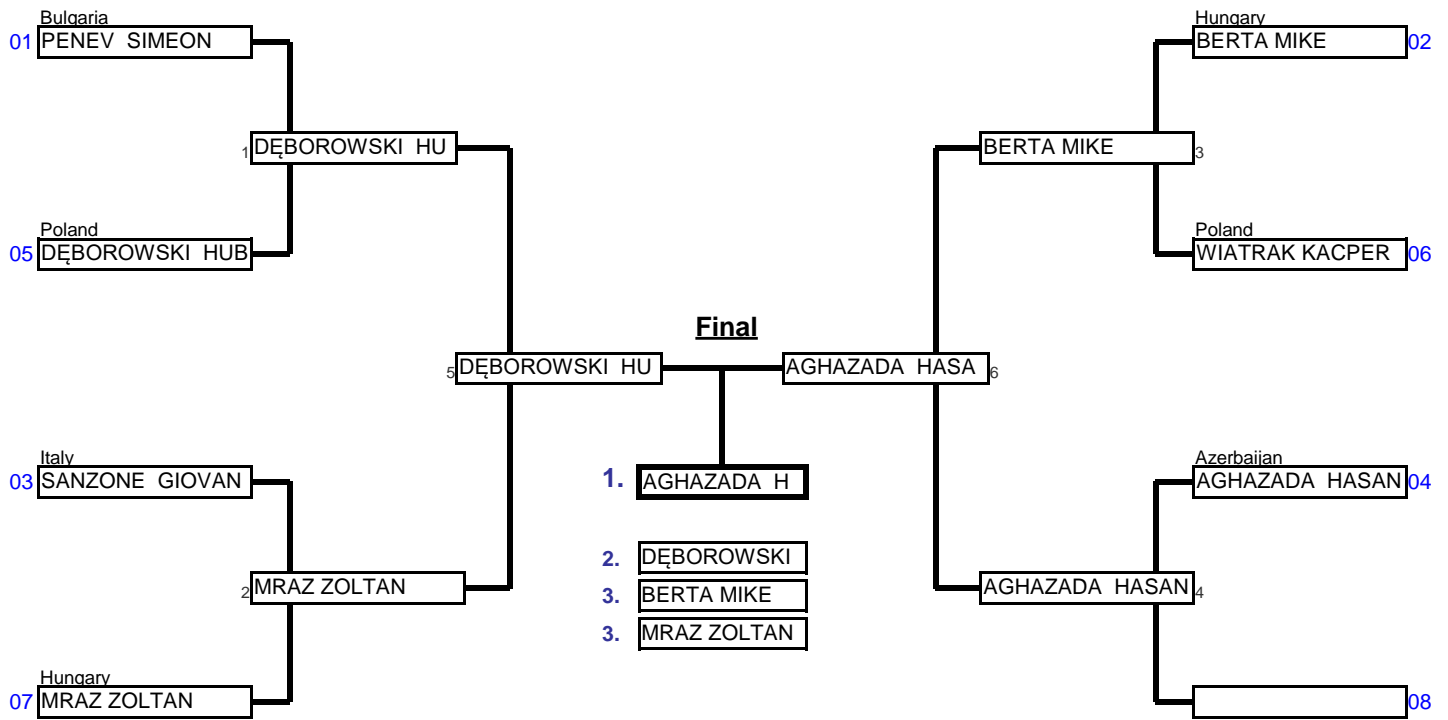 Bulgaria
Hungary
01 PENEV SIMEON
BERTA MIKE 02
1 DĘBOROWSKI HU
BERTA MIKE 3
Poland
Poland
05 DĘBOROWSKI HUB
WIATRAK KACPER 06
Final
5 DĘBOROWSKI HU
AGHAZADA HASA 6
Italy
Azerbaijan
03 SANZONE GIOVAN
1. AGHAZADA H
AGHAZADA HASAN 04
2. DĘBOROWSKI
2 MRAZ ZOLTAN
3. BERTA MIKE
AGHAZADA HASAN 4
3. MRAZ ZOLTAN
Hungary
07 MRAZ ZOLTAN
08